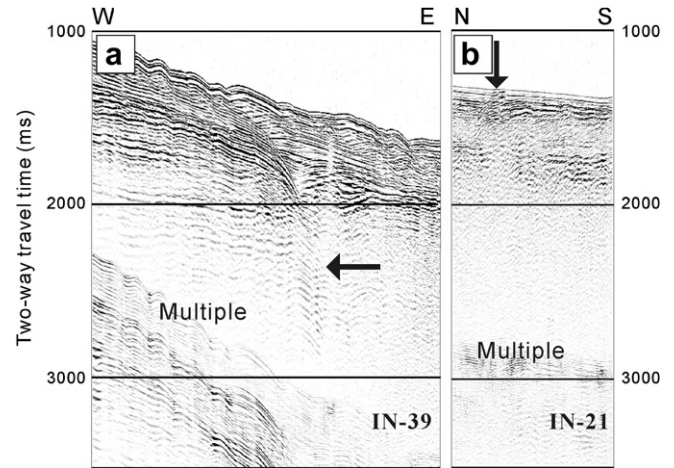 W E N S
1000 1000
a b
Two-way travel time (ms)
2000 2000
Multiple
Multiple
3000 3000
IN-39 IN-21